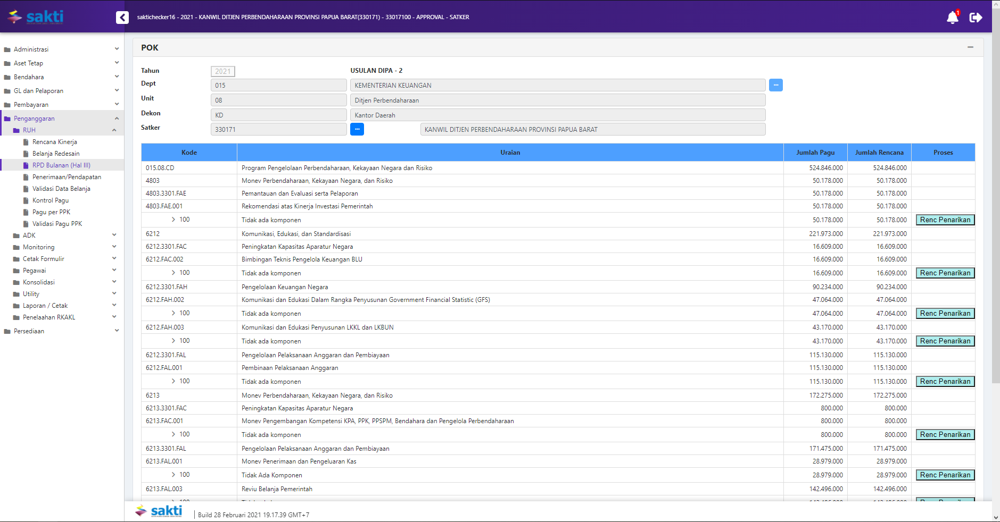 sakti
saktichecker16 - 2021 - KANWIL DITJEN PERBENDAHARAAN PROVINSI PAPUA BARAT(330171) - 33017100 - APPROVAL - SATKER
1
Administrasi
Aset Tetap
Bendahara
GL dan Pelaporan
Pembayaran
Penganggaran
RUH
Rencana Kinerja
Belanja Redesain
RPD Bulanan (Hal III)
Penerimaan/Pendapatan
Validasi Data Belanja
Kontrol Pagu
Pagu per PPK
Validasi Pagu PPK
ADK
Monitoring
Cetak Formulir
Pegawai
Konsolidasi
Utility
Laporan / Cetak
Penelaahan RKAKL
Persediaan
POK
Tahun 2021 USULAN DIPA - 2
Dept 015 KEMENTERIAN KEUANGAN ...
Unit 08 Ditjen Perbendaharaan
Dekon KD Kantor Daerah
Satker 330171 ... KANWIL DITJEN PERBENDAHARAAN PROVINSI PAPUA BARAT
Kode Uraian Jumlah Pagu Jumlah Rencana Proses
015.08.CD Program Pengelolaan Perbendaharaan, Kekayaan Negara dan Risiko 524.846.000 524.846.000
4803 Monev Perbendaharaan, Kekayaan Negara, dan Risiko 50.178.000 50.178.000
4803.3301.FAE Pemantauan dan Evaluasi serta Pelaporan 50.178.000 50.178.000
4803.FAE.001 Rekomendasi atas Kinerja Investasi Pemerintah 50.178.000 50.178.000
100 Tidak ada komponen 50.178.000 50.178.000 Renc Penarikan
6212 Komunikasi, Edukasi, dan Standardisasi 221.973.000 221.973.000
6212.3301.FAC Peningkatan Kapasitas Aparatur Negara 16.609.000 16.609.000
6212.FAC.002 Bimbingan Teknis Pengelola Keuangan BLU 16.609.000 16.609.000
100 Tidak ada komponen 16.609.000 16.609.000 Renc Penarikan
6212.3301.FAH Pengelolaan Keuangan Negara 90.234.000 90.234.000
6212.FAH.002 Komunikasi dan Edukasi Dalam Rangka Penyusunan Government Financial Statistic (GFS) 47.064.000 47.064.000
100 Tidak ada komponen 47.064.000 47.064.000 Renc Penarikan
6212.FAH.003 Komunikasi dan Edukasi Penyusunan LKKL dan LKBUN 43.170.000 43.170.000
100 Tidak ada komponen 43.170.000 43.170.000 Renc Penarikan
6212.3301.FAL Pengelolaan Pelaksanaan Anggaran dan Pembiayaan 115.130.000 115.130.000
6212.FAL.001 Pembinaan Pelaksanaan Anggaran 115.130.000 115.130.000
100 Tidak ada komponen 115.130.000 115.130.000 Renc Penarikan
6213 Monev Perbendaharaan, Kekayaan Negara, dan Risiko 172.275.000 172.275.000
6213.3301.FAC Peningkatan Kapasitas Aparatur Negara 800.000 800.000
6213.FAC.001 Monev Pengembangan Kompetensi KPA, PPK, PPSPM, Bendahara dan Pengelola Perbendaharaan 800.000 800.000
100 Tidak ada komponen 800.000 800.000 Renc Penarikan
6213.3301.FAL Pengelolaan Pelaksanaan Anggaran dan Pembiayaan 171.475.000 171.475.000
6213.FAL.001 Monev Penerimaan dan Pengeluaran Kas 28.979.000 28.979.000
100 Tidak Ada Komponen 28.979.000 28.979.000 Renc Penarikan
6213.FAL.003 Reviu Belanja Pemerintah 142.496.000 142.496.000
sakti Build 28 Februari 2021 19.17.39 GMT+7